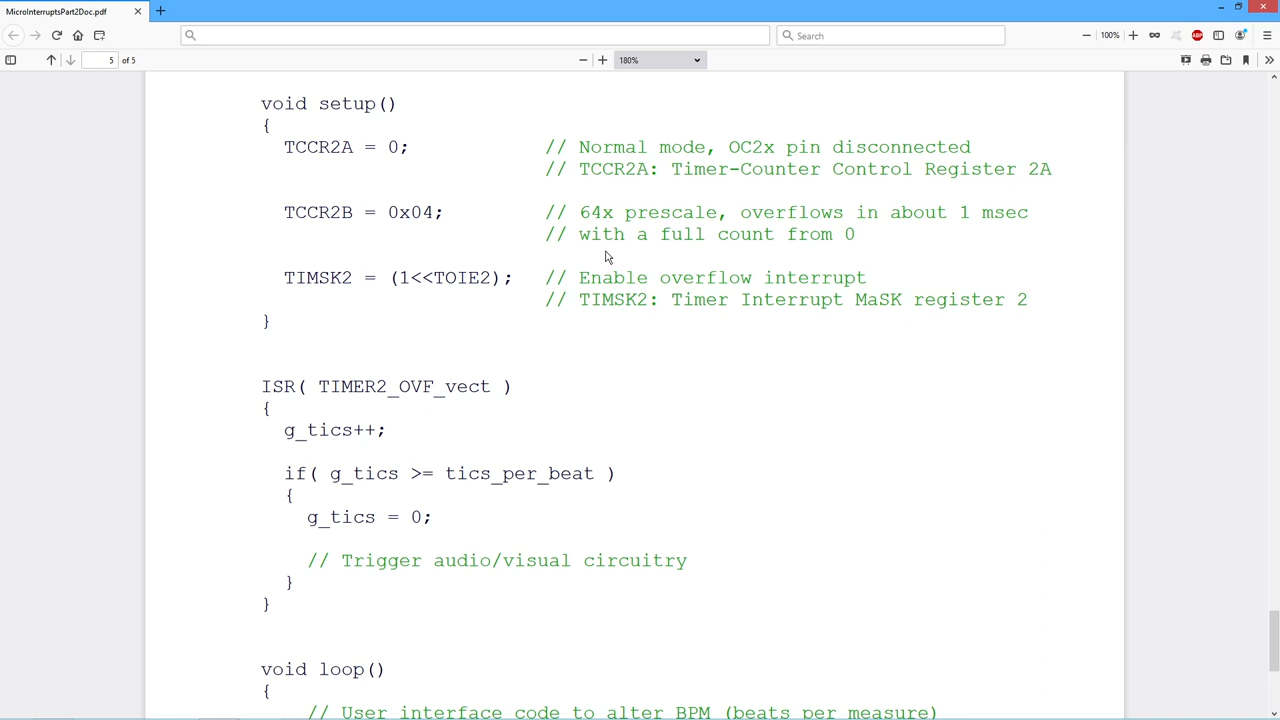 MicroInterruptsPart2Doc.pdf
Search
100%
ABP
5 of 5
180%
void setup()
{
TCCR2A = 0; // Normal mode, OC2x pin disconnected
// TCCR2A: Timer-Counter Control Register 2A
TCCR2B = 0x04; // 64x prescale, overflows in about 1 msec
// with a full count from 0
TIMSK2 = (1<<TOIE2); // Enable overflow interrupt
// TIMSK2: Timer Interrupt MaSK register 2
}
ISR( TIMER2_OVF_vect )
{
g_tics++;
if( g_tics >= tics_per_beat )
{
g_tics = 0;
// Trigger audio/visual circuitry
}
}
void loop()
{
// User interface code to alter BPM (beats per measure)